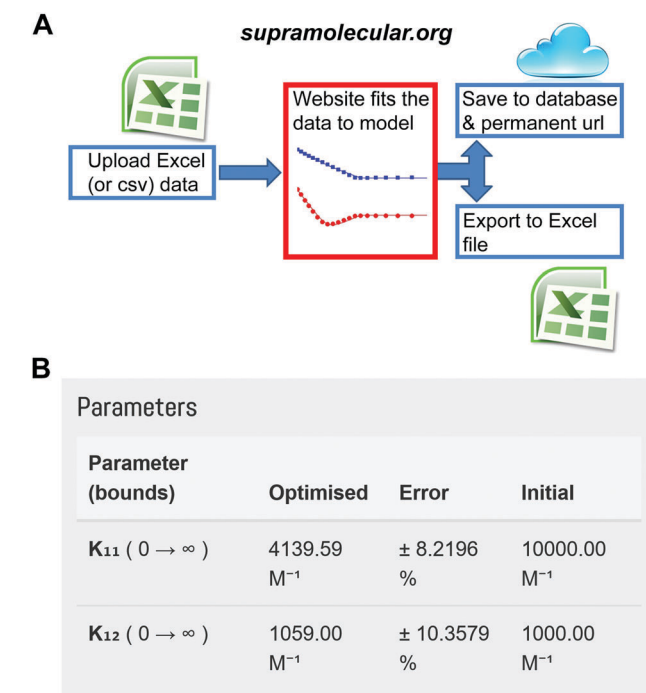 A
supramolecular.org
Upload Excel
(or csv) data
Website fits the
data to model
Save to database
& permanent url
Export to Excel
file
B
Parameters
Parameter
(bounds) Optimised Error Initial
K₁₁ ( 0 → ∞ ) 4139.59 ± 8.2196 10000.00
M⁻¹ % M⁻¹
K₁₂ ( 0 → ∞ ) 1059.00 ± 10.3579 1000.00
M⁻¹ % M⁻¹